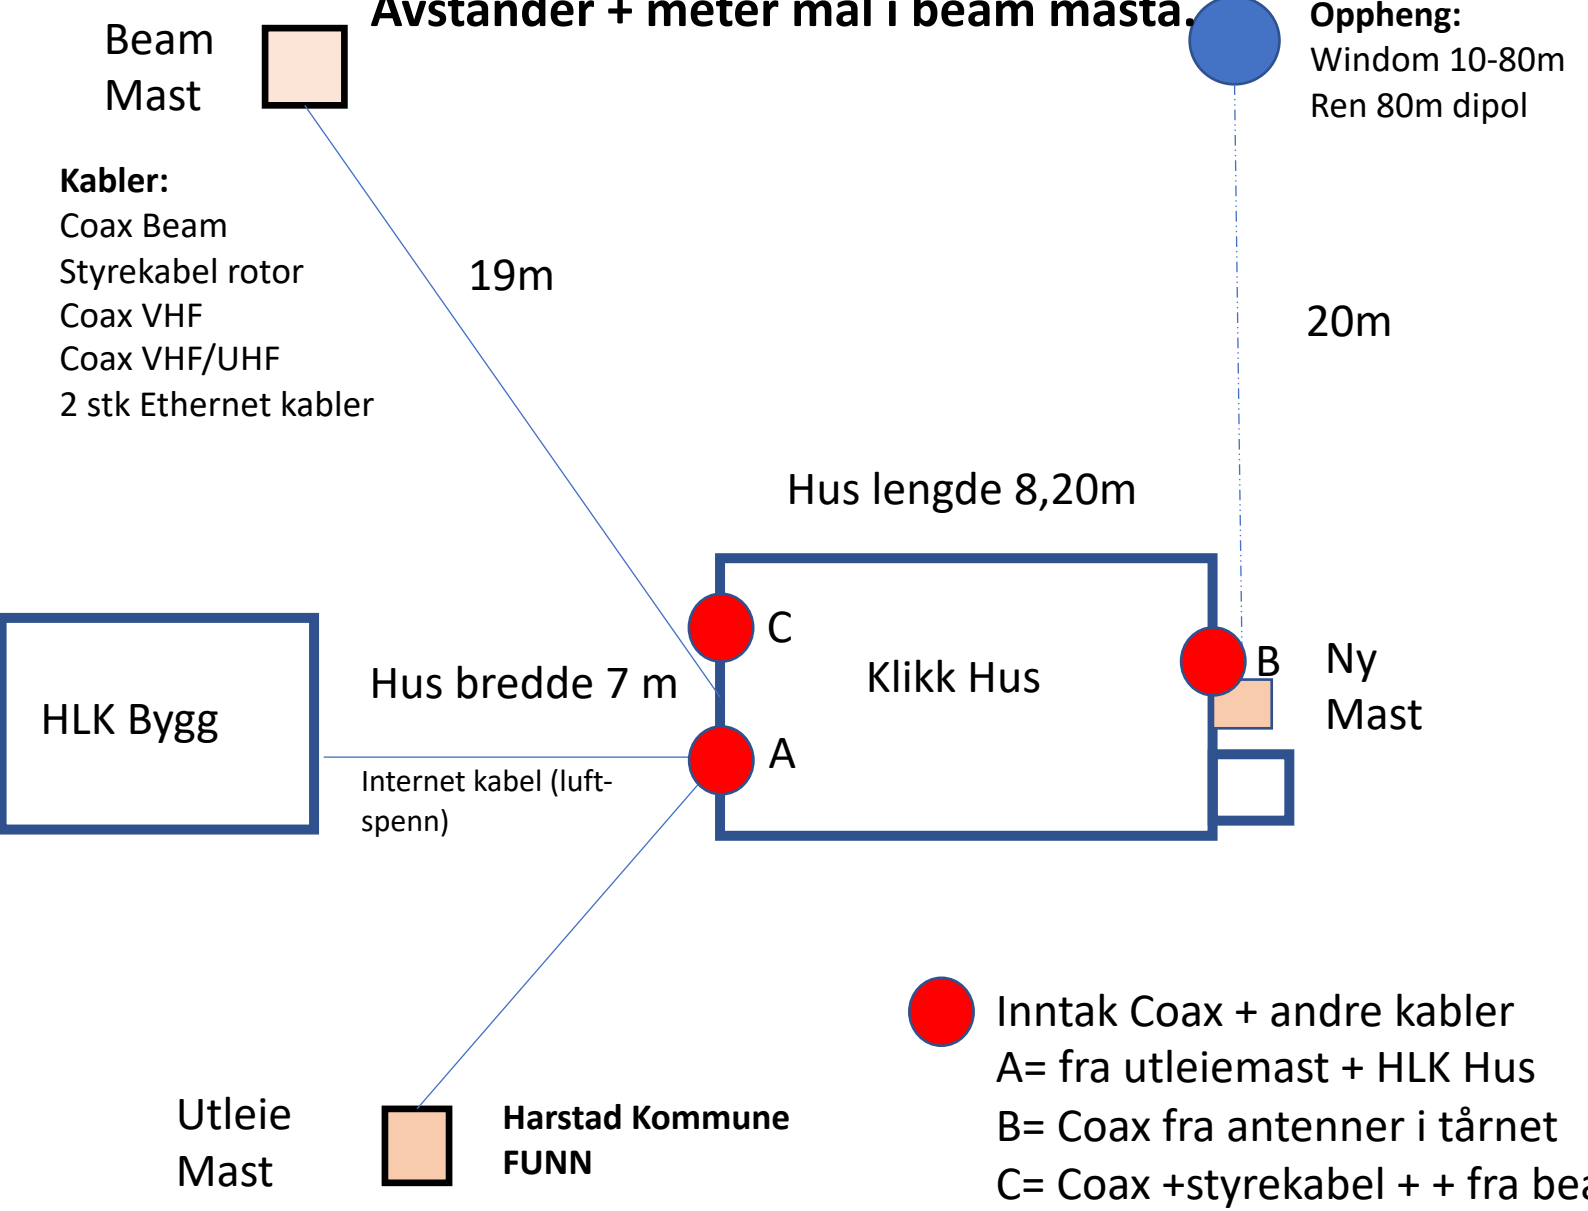 Avstander + meter mål i beam masta.
Beam
Mast
Oppheng:
Windom 10-80m
Ren 80m dipol
Kabler:
Coax Beam
Styrekabel rotor
Coax VHF
Coax VHF/UHF
2 stk Ethernet kabler
19m
20m
Hus lengde 8,20m
C
Klikk Hus
B
Ny
Mast
Hus bredde 7 m
HLK Bygg
A
Internet kabel (luft-
spenn)
Inntak Coax + andre kabler
A= fra utleiemast + HLK Hus
B= Coax fra antenner i tårnet
C= Coax +styrekabel + + fra
Utleie
Mast
Harstad Kommune
FUNN